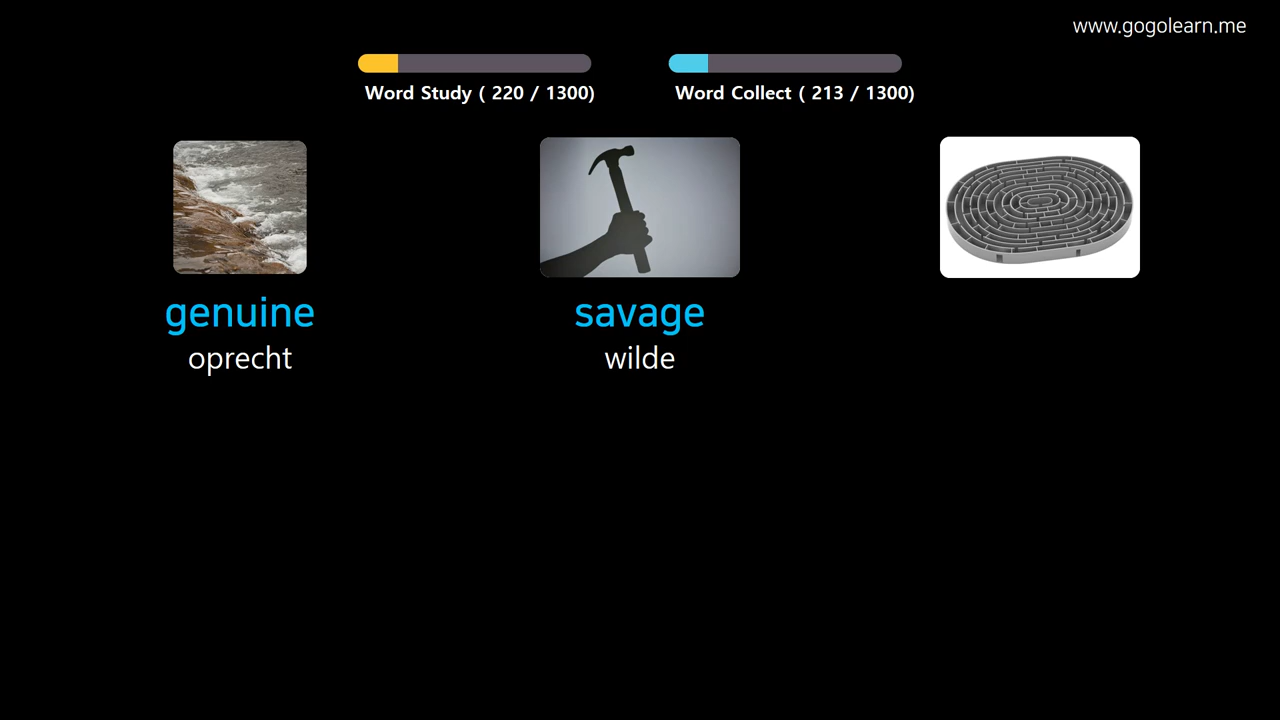 www.gogolearn.me
Word Study ( 220 / 1300)
Word Collect ( 213 / 1300)
genuine
oprecht
savage
wilde